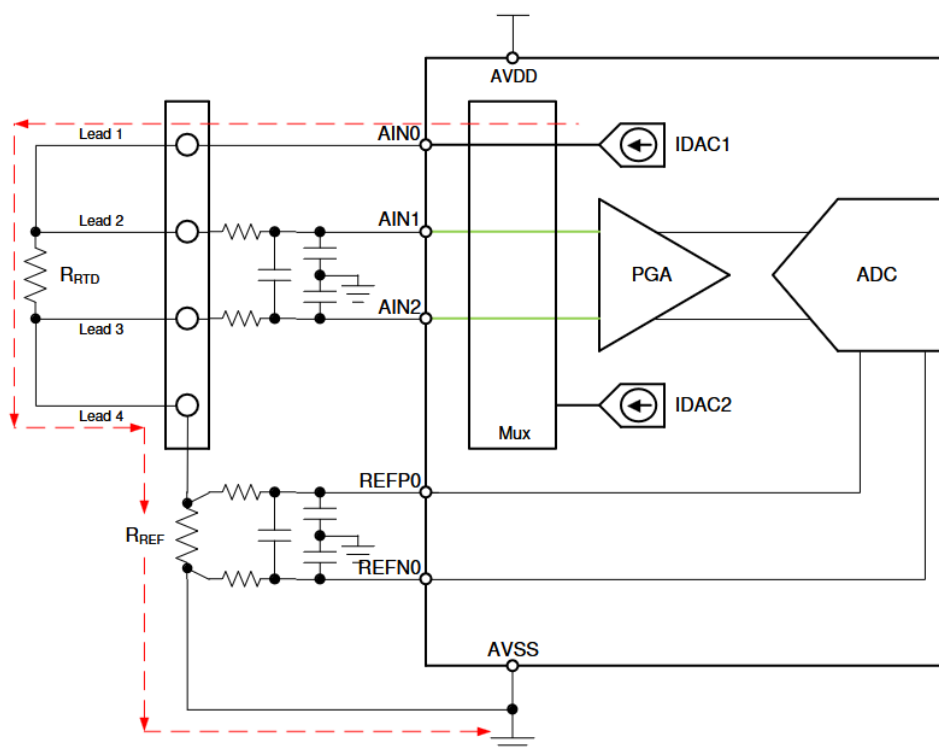 AVDD
Lead 1
AIN0
IDAC1
Lead 2
AIN1
RRTD
PGA
ADC
Lead 3
AIN2
Lead 4
IDAC2
Mux
REFP0
RREF
REFN0
AVSS